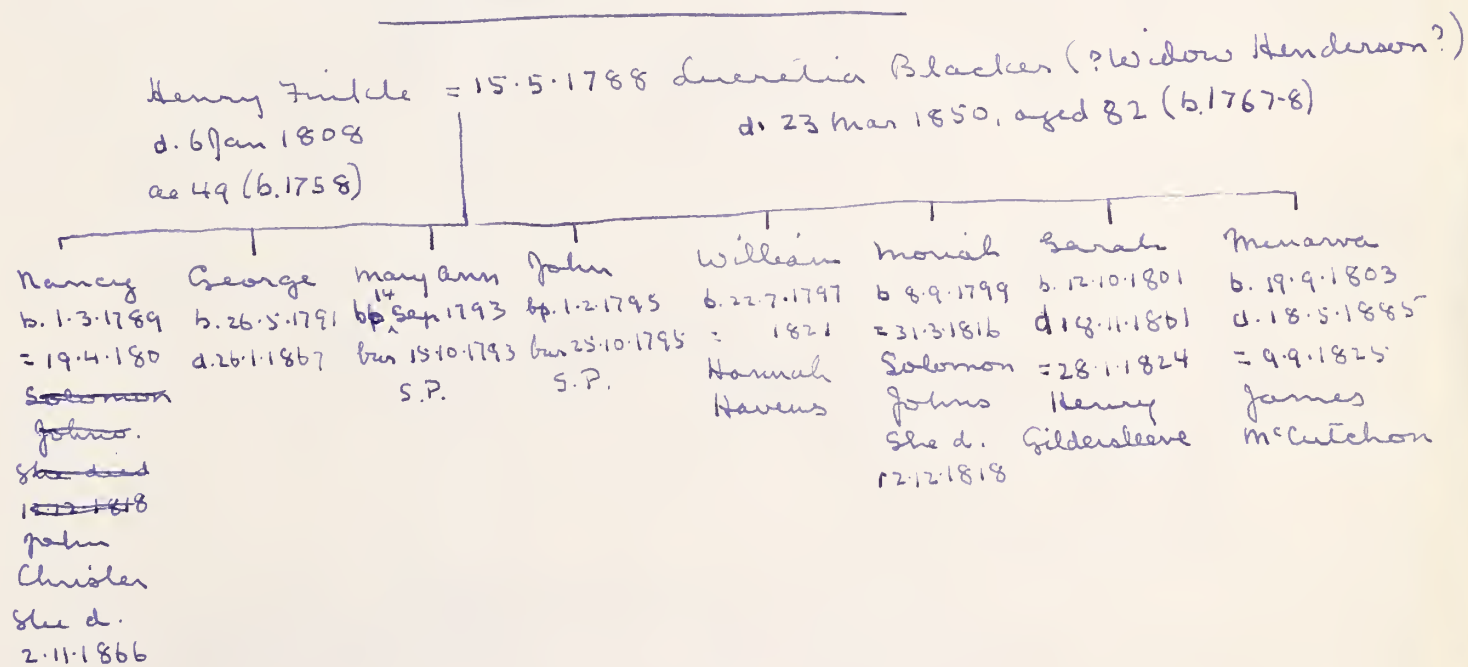 Henry Finkle = 15.5.1788 Lucretia Blacker (? Widow Henderson?)
d. 6 Jan 1808
ae 49 (b. 1758)
d. 23 Mar 1850, aged 82 (b. 1767-8)
Nancy
b. 1.3.1789
= 19.4.180
Solomon
Johns.
She died
12.12.1818
John
Chrisler
She d.
2.11.1866
George
b. 26.5.1791
d. 26.1.1867
Mary Ann
bp 14 Sep 1793
bur 15.10.1793
S.P.
John
bp. 1.2.1795
bur 25.10.1795
S.P.
William
b. 22.7.1797
= 1821
Hannah
Havens
Moriah
b 8.9.1799
= 31.3.1816
Solomon
Johns
She d.
12.12.1818
Sarah
b. 12.10.1801
d 18.11.1861
= 28.1.1824
Henry
Gildersleeve
Minarva
b. 19.9.1803
d. 18.5.1885
= 9.9.1825
James
McCutchon